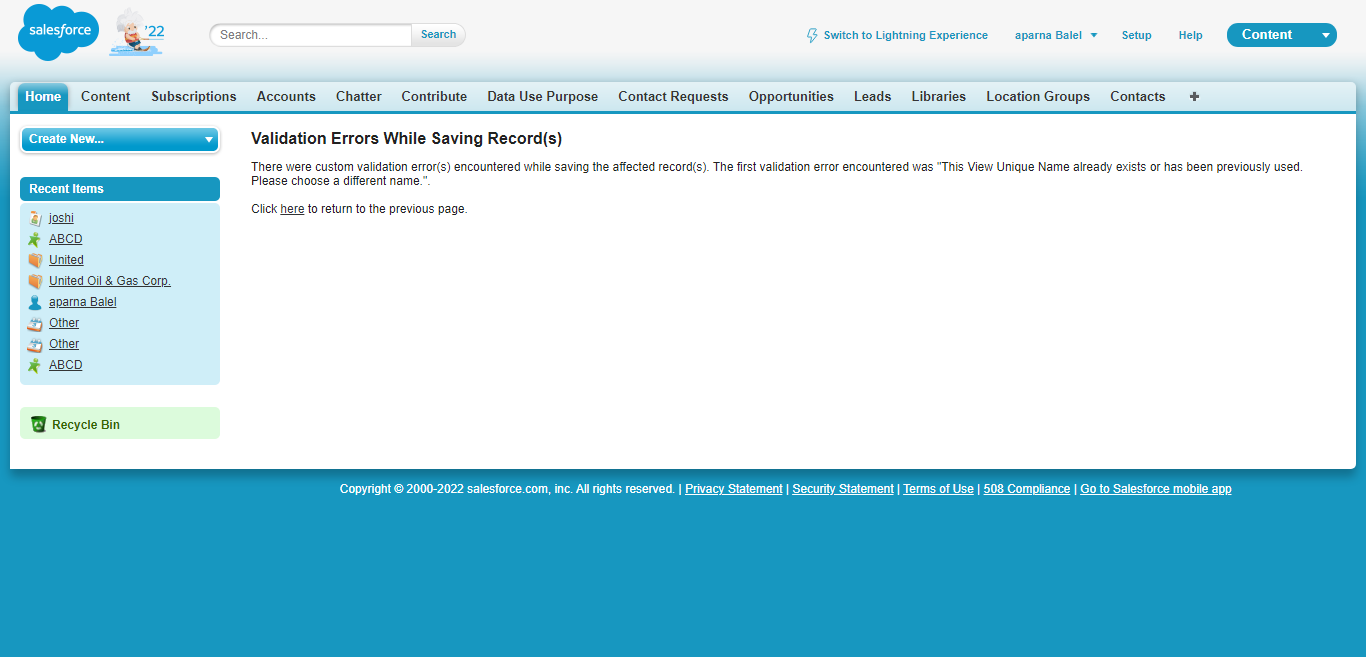 salesforce
'22
Search...
Search
Switch to Lightning Experience
aparna Balel
Setup
Help
Content
Home Content Subscriptions Accounts Chatter Contribute Data Use Purpose Contact Requests Opportunities Leads Libraries Location Groups Contacts
Create New...
Recent Items
joshi
ABCD
United
United Oil & Gas Corp.
aparna Balel
Other
Other
ABCD
Recycle Bin
Validation Errors While Saving Record(s)
There were custom validation error(s) encountered while saving the affected record(s). The first validation error encountered was "This View Unique Name already exists or has been previously used.
Please choose a different name.".
Click here to return to the previous page.
Copyright © 2000-2022 salesforce.com, inc. All rights reserved. | Privacy Statement | Security Statement | Terms of Use | 508 Compliance | Go to Salesforce mobile app